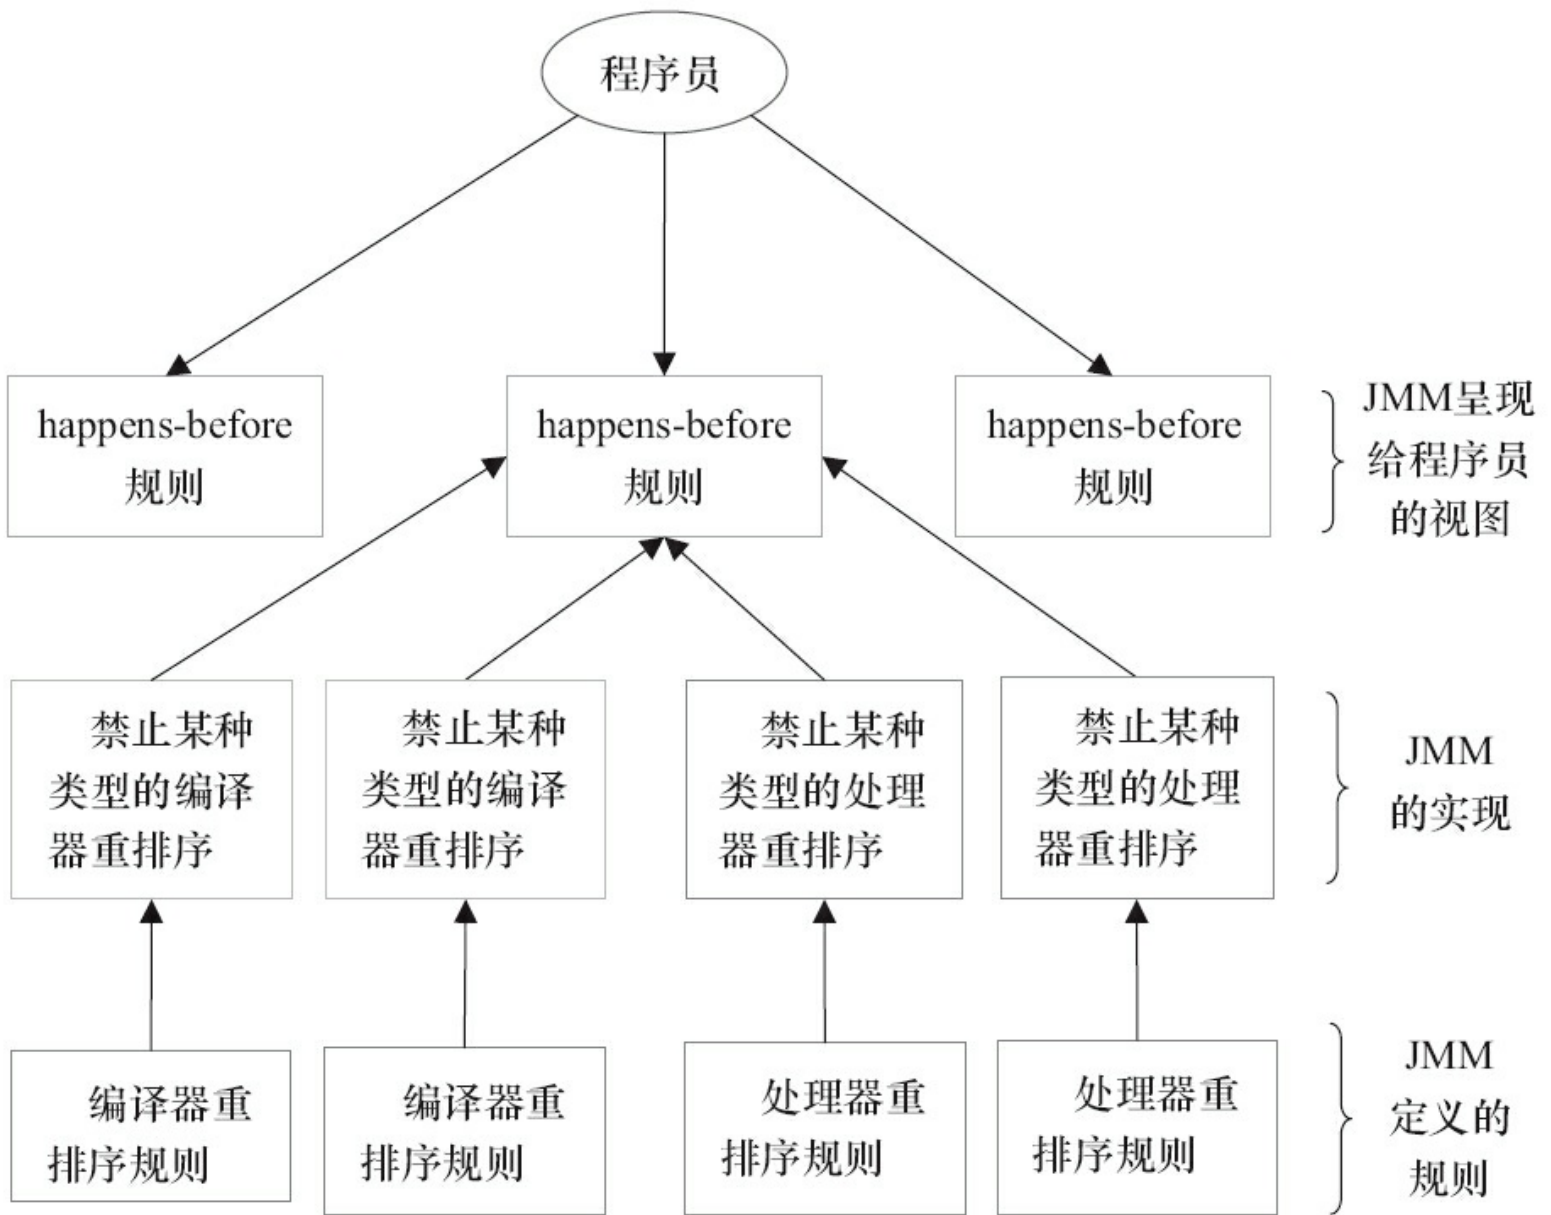 程序员
happens-before
规则
happens-before
规则
happens-before
规则
JMM呈现
给程序员
的视图
禁止某种
类型的编译
器重排序
禁止某种
类型的编译
器重排序
禁止某种
类型的处理
器重排序
禁止某种
类型的处理
器重排序
JMM
的实现
编译器重
排序规则
编译器重
排序规则
处理器重
排序规则
处理器重
排序规则
JMM
定义的
规则